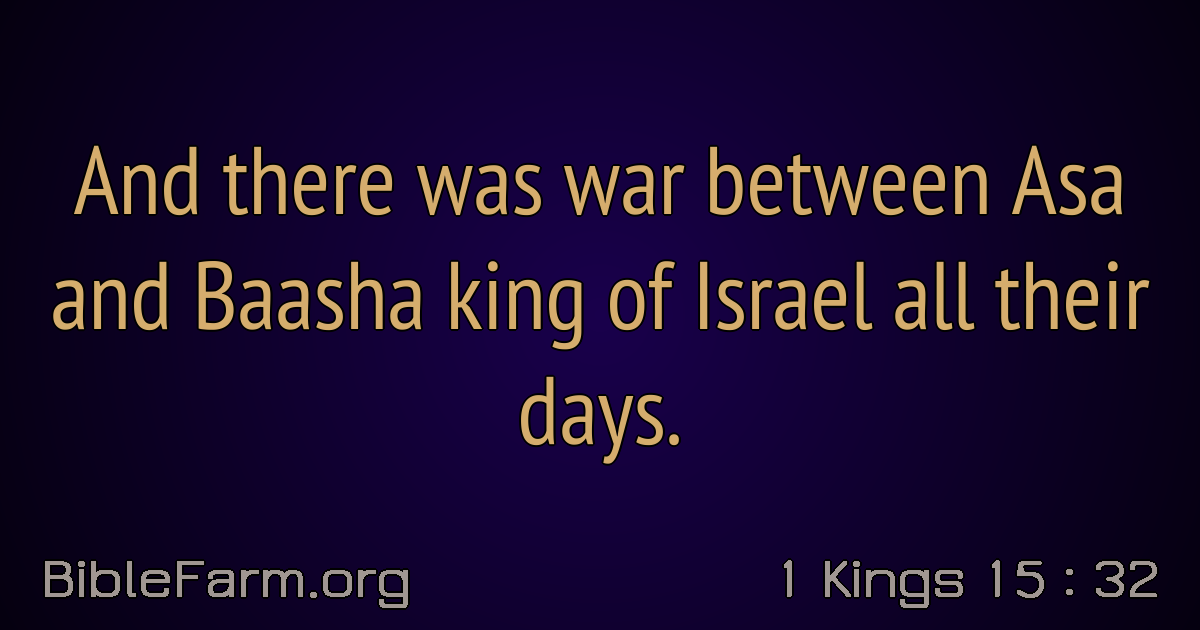 And there was war between Asa
and Baasha king of Israel all their
days.
BibleFarm.org
1 Kings 15 : 32